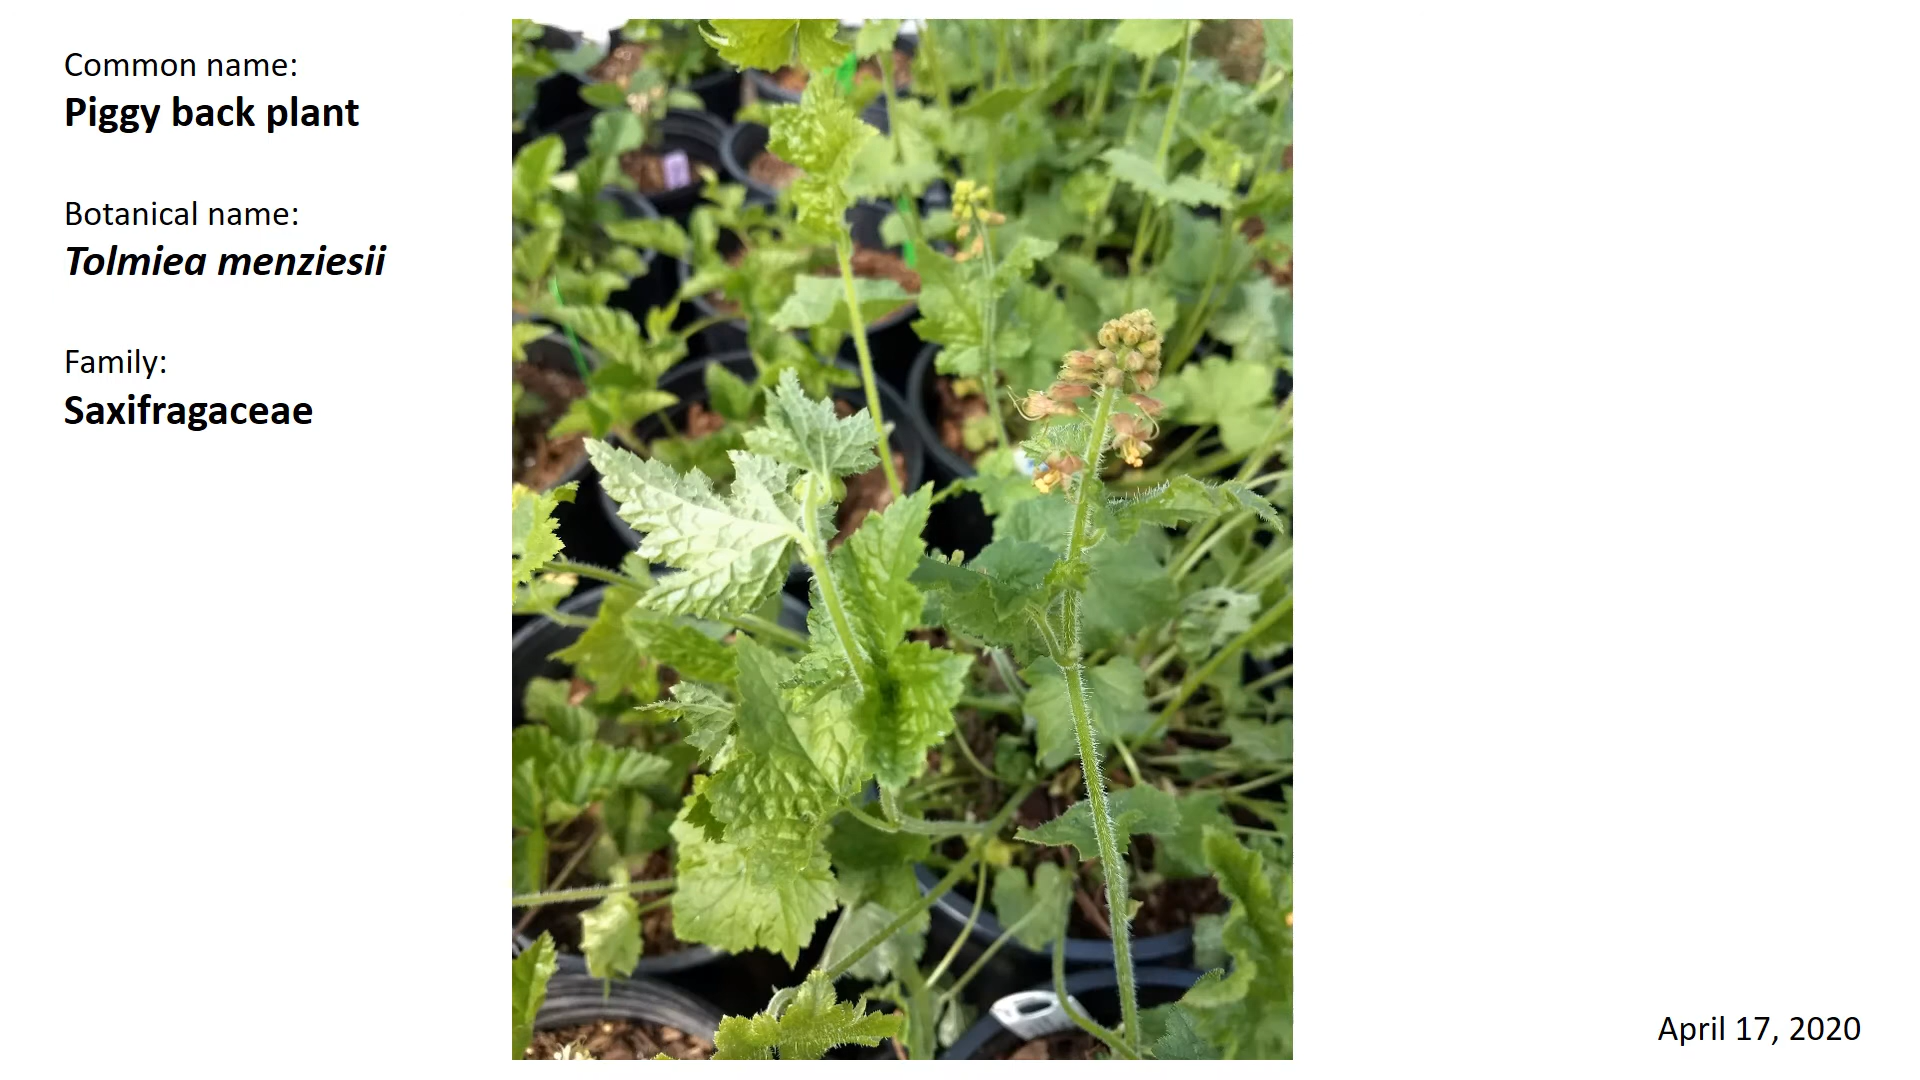 Common name:
Piggy back plant
Botanical name:
Tolmiea menziesii
Family:
Saxifragaceae
April 17, 2020